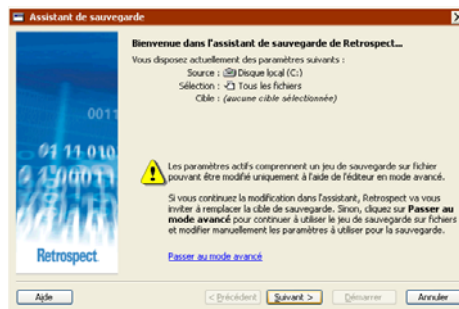 Assistant de sauvegarde
Bienvenue dans l'assistant de sauvegarde de Retrospect...
Vous disposez actuellement des paramètres suivants :
Source : Disque local (C:)
Sélection : Tous les fichiers
Cible : (aucune cible sélectionnée)
0011
01 11 010
Les paramètres actifs comprennent un jeu de sauvegarde sur fichier
pouvant être modifié uniquement à l'aide de l'éditeur en mode avancé.
Si vous continuez la modification dans l'assistant, Retrospect va vous
inviter à remplacer la cible de sauvegarde. Sinon, cliquez sur Passer au
mode avancé pour continuer à utiliser le jeu de sauvegarde sur fichiers
et modifier manuellement les paramètres à utiliser pour la sauvegarde.
Retrospect
Passer au mode avancé
Aide
< Précédent
Suivant >
Démarrer
Annuler